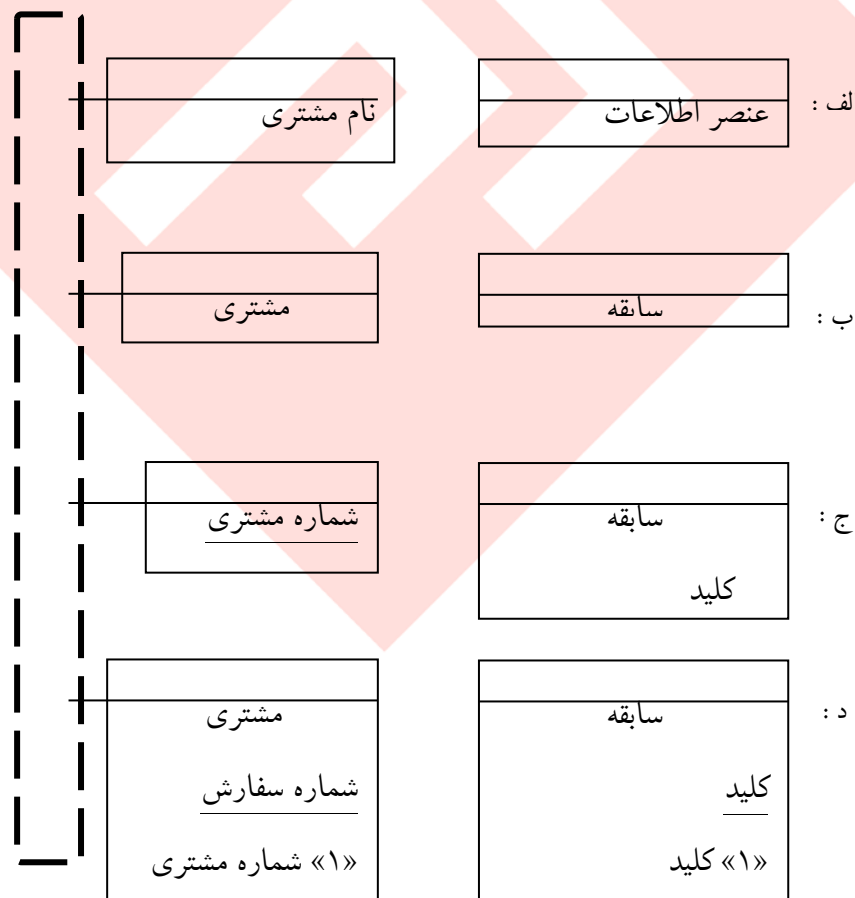 لف :
عنصر اطلاعات
نام مشتری
ب :
سابقه
مشتری
ج :
سابقه
کلید
شماره مشتری
د :
سابقه
کلید
«۱» کلید
مشتری
شماره سفارش
«۱» شماره مشتری